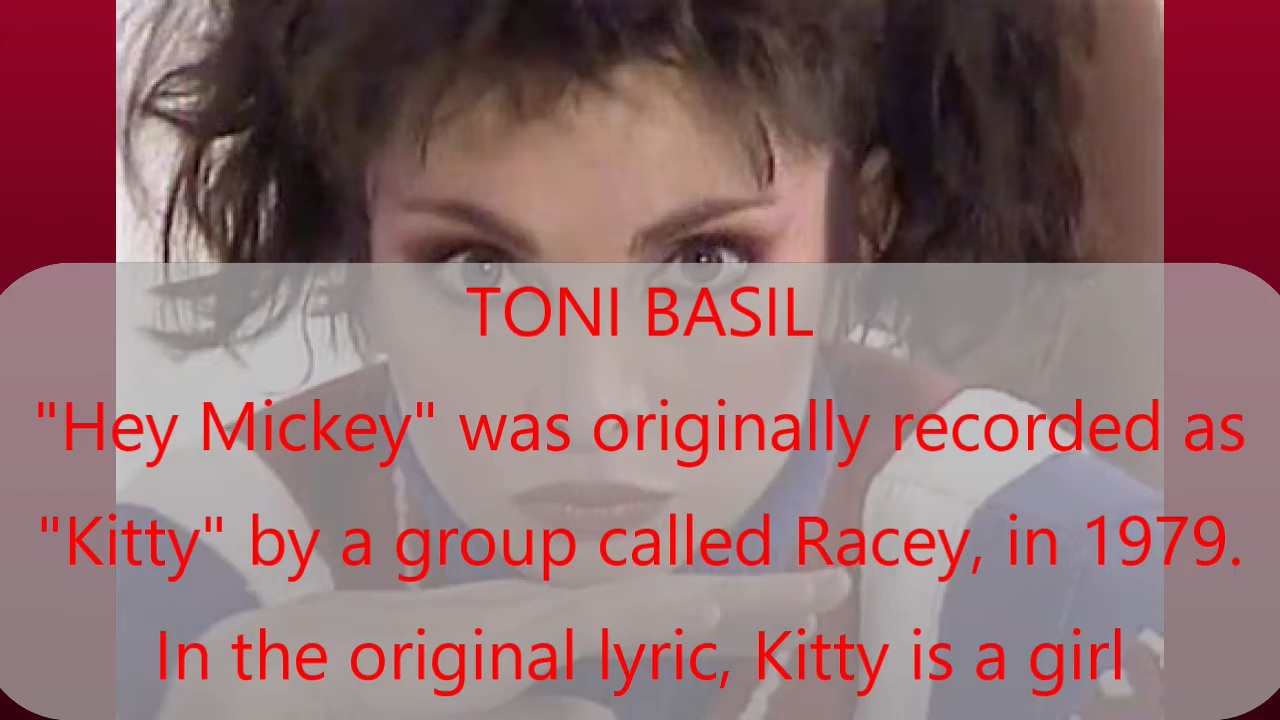 TONI BASIL
"Hey Mickey" was originally recorded as
"Kitty" by a group called Racey, in 1979.
In the original lyric, Kitty is a girl